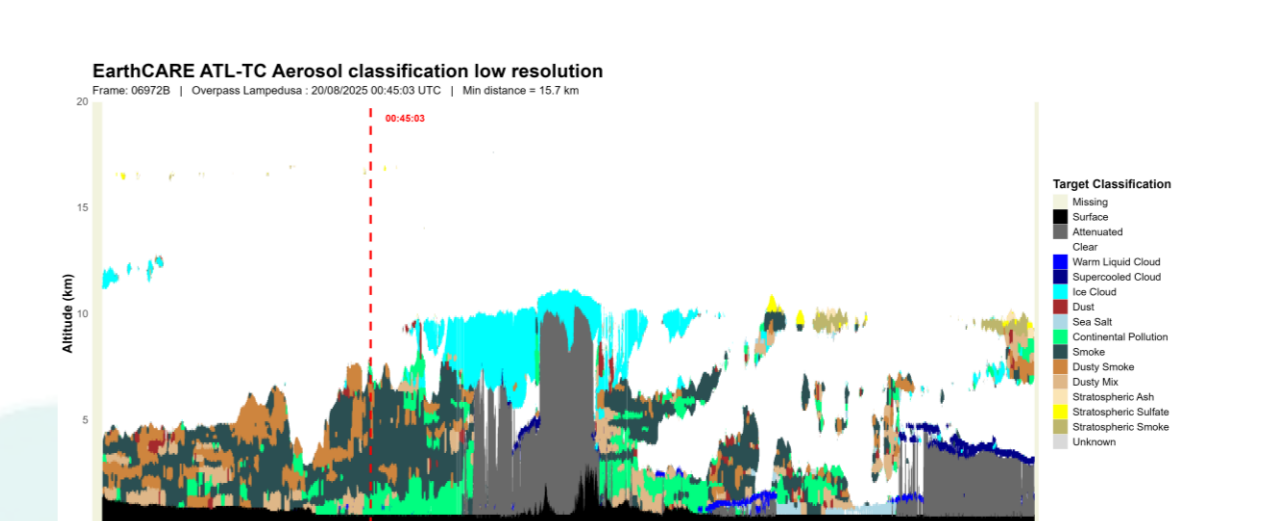 EarthCARE ATL-TC Aerosol classification low resolution
Frame: 06972B | Overpass Lampedusa : 20/08/2025 00:45:03 UTC | Min distance = 15.7 km
20
00:45:03
15
10
5
Altitude (km)
Target Classification
Missing
Surface
Attenuated
Clear
Warm Liquid Cloud
Supercooled Cloud
Ice Cloud
Dust
Sea Salt
Continental Pollution
Smoke
Dusty Smoke
Dusty Mix
Stratospheric Ash
Stratospheric Sulfate
Stratospheric Smoke
Unknown